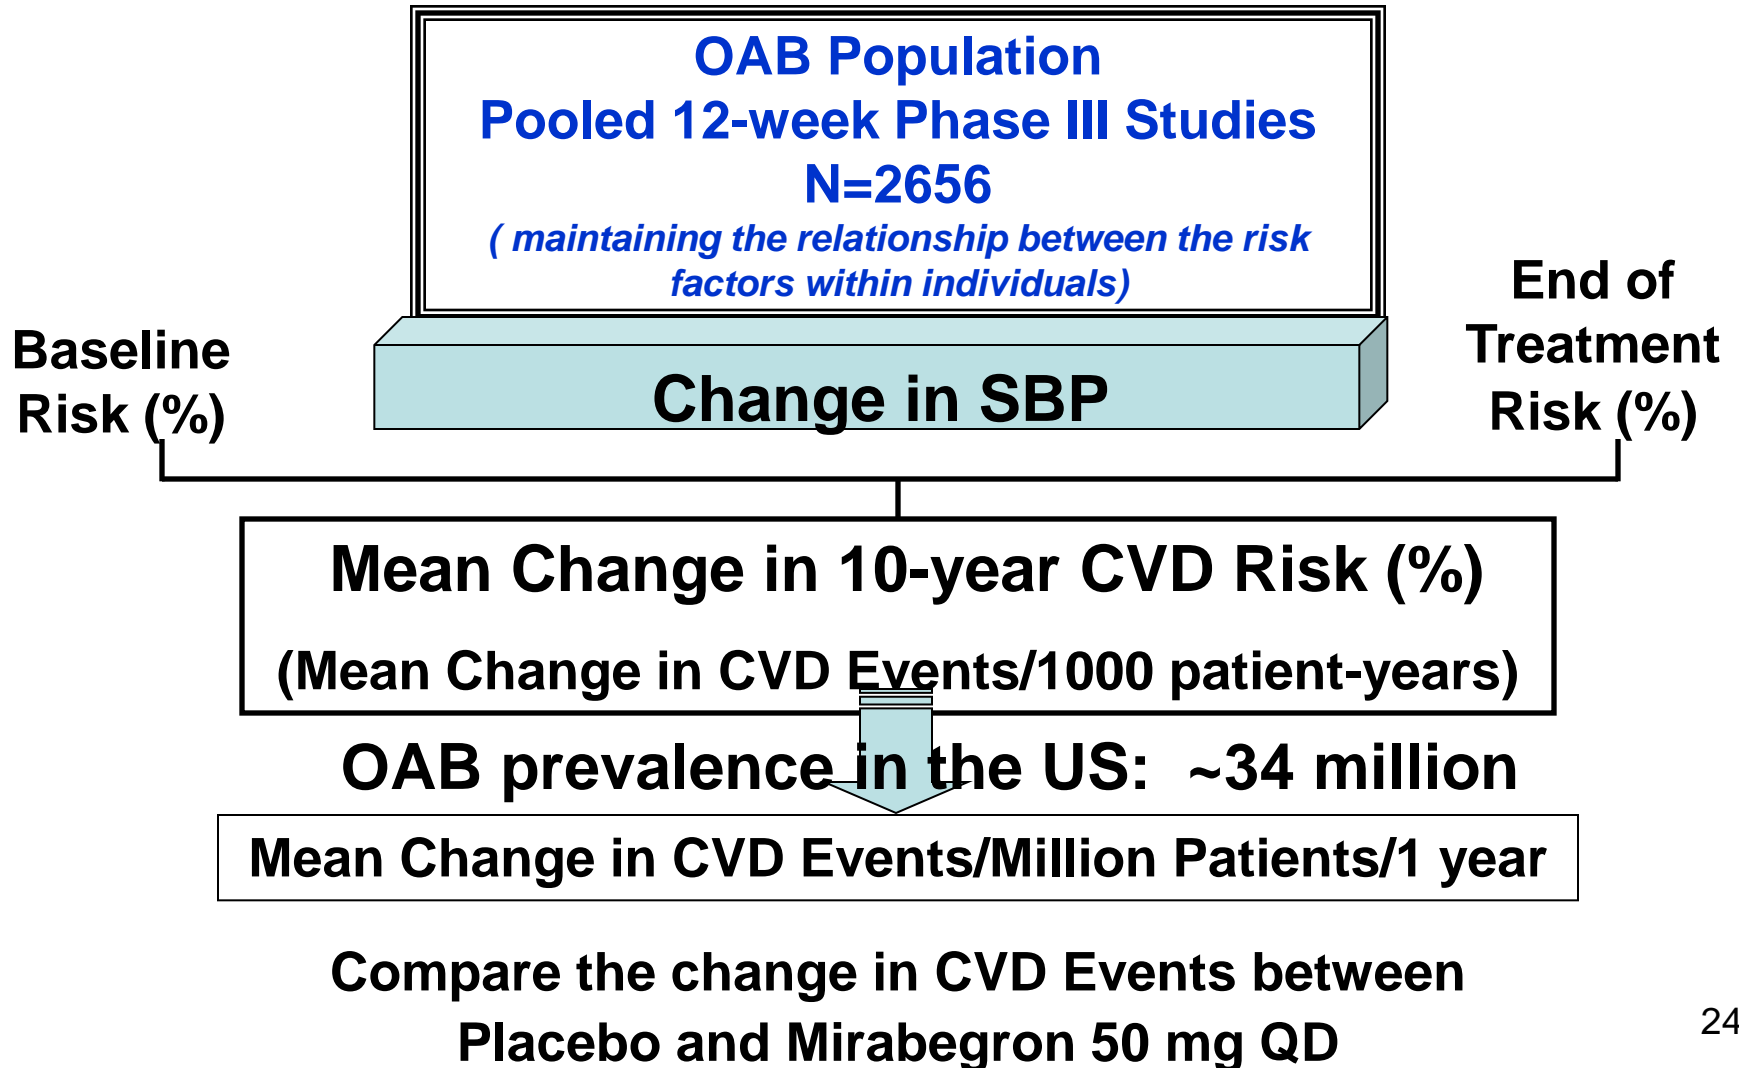 OAB Population
Pooled 12-week Phase III Studies
N=2656
( maintaining the relationship between the risk
factors within individuals)
Baseline
Risk (%)
Change in SBP
End of
Treatment
Risk (%)
Mean Change in 10-year CVD Risk (%)
(Mean Change in CVD Events/1000 patient-years)
OAB prevalence in the US: ~34 million
Mean Change in CVD Events/Million Patients/1 year
Compare the change in CVD Events between
Placebo and Mirabegron 50 mg QD
24